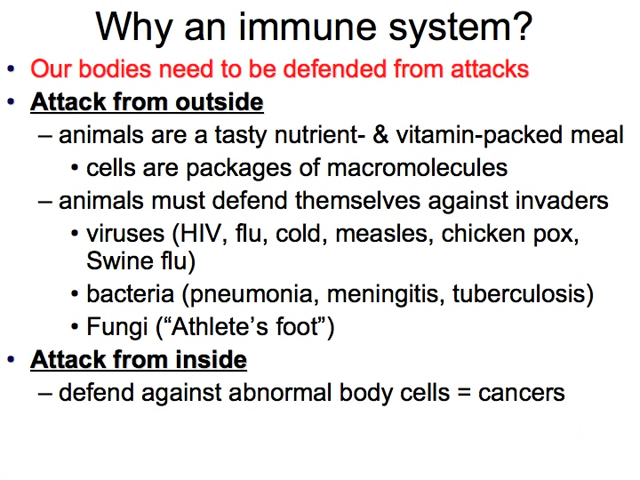 Why an immune system?
• Our bodies need to be defended from attacks
• Attack from outside
– animals are a tasty nutrient- & vitamin-packed meal
• cells are packages of macromolecules
– animals must defend themselves against invaders
• viruses (HIV, flu, cold, measles, chicken pox,
Swine flu)
• bacteria (pneumonia, meningitis, tuberculosis)
• Fungi (“Athlete’s foot”)
• Attack from inside
– defend against abnormal body cells = cancers